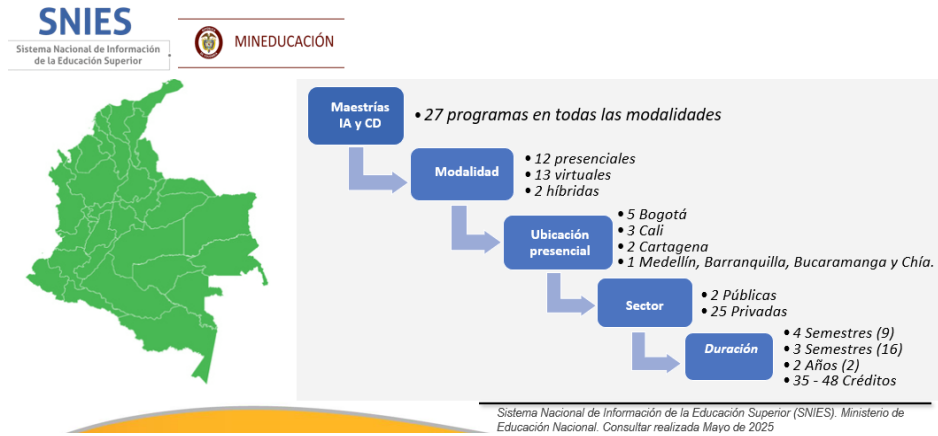 SNIES
Sistema Nacional de Información
de la Educación Superior
MINEDUCACIÓN
Maestrías
IA y CD
• 27 programas en todas las modalidades
Modalidad
• 12 presenciales
• 13 virtuales
• 2 híbridas
Ubicación
presencial
• 5 Bogotá
• 3 Cali
• 2 Cartagena
• 1 Medellín, Barranquilla, Bucaramanga y Chía.
Sector
• 2 Públicas
• 25 Privadas
Duración
• 4 Semestres (9)
• 3 Semestres (16)
• 2 Años (2)
• 35 - 48 Créditos
Sistema Nacional de Información de la Educación Superior (SNIES). Ministerio de
Educación Nacional. Consultar realizada Mayo de 2025